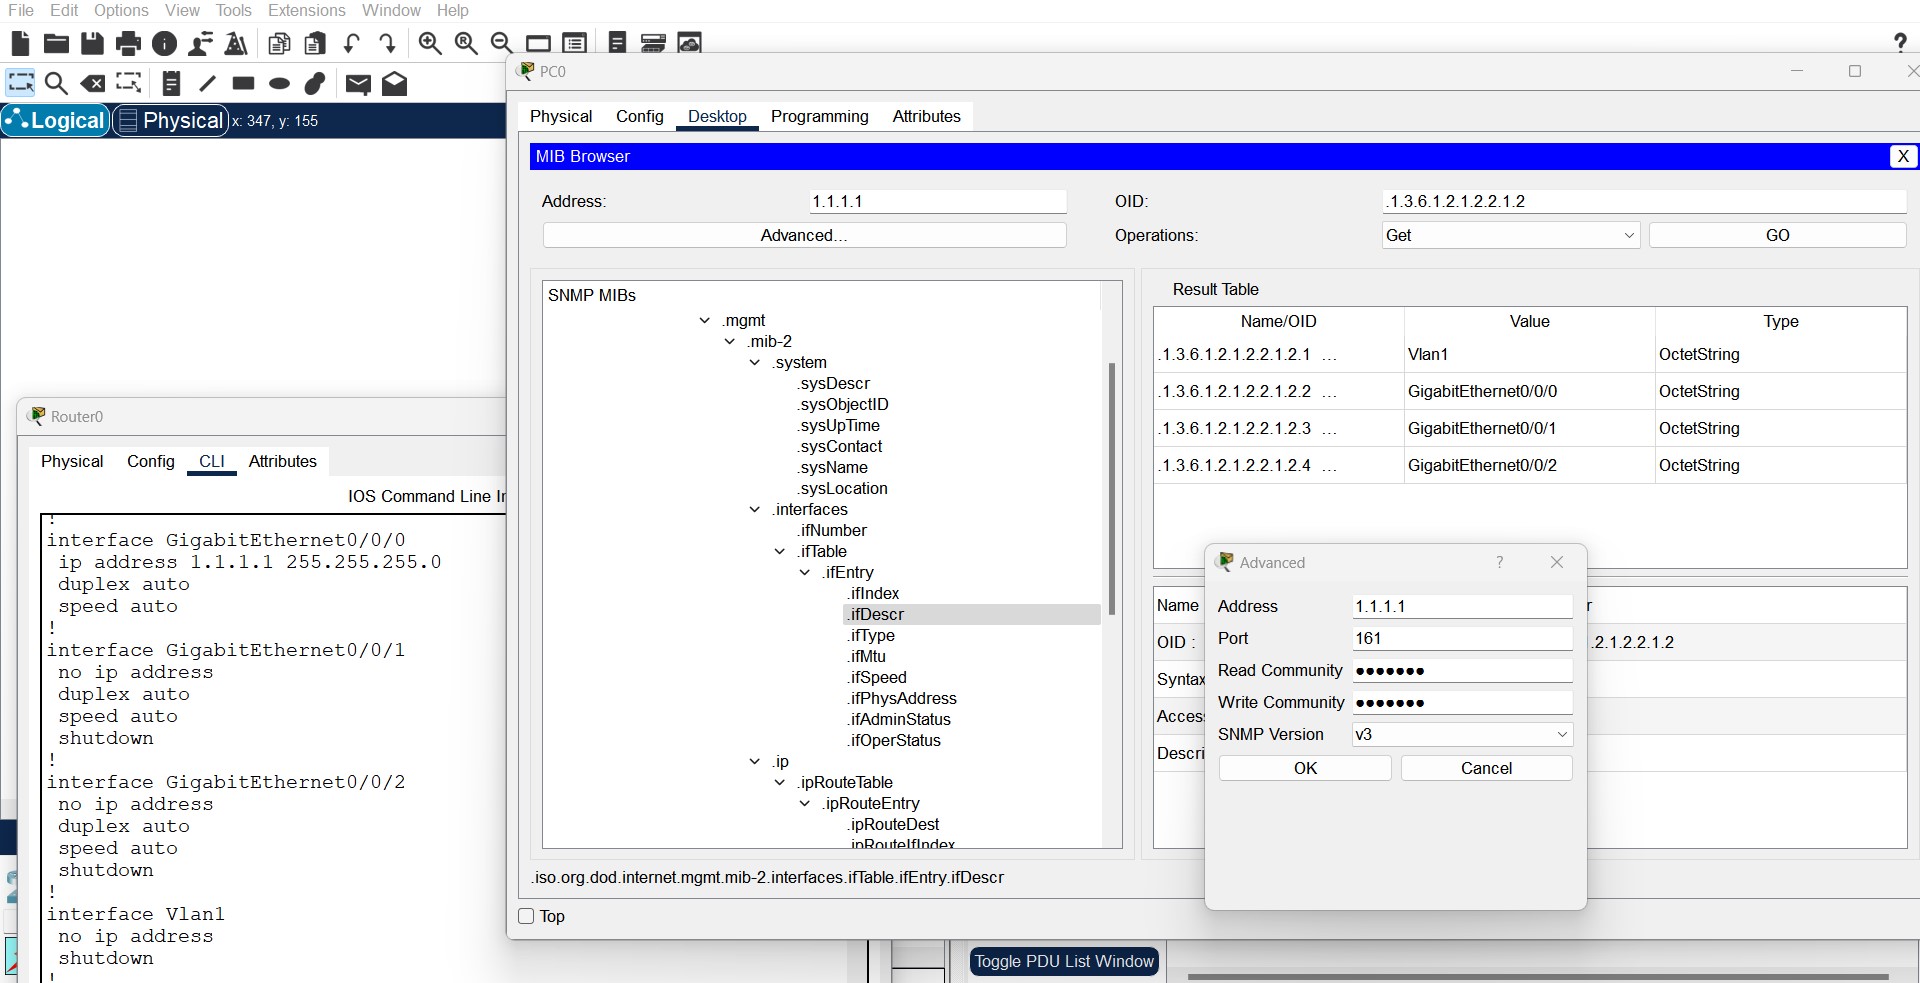 File Edit Options View Tools Extensions Window Help
?
PC0
Logical Physical x: 347, y: 155
Physical Config Desktop Programming Attributes
MIB Browser X
Address: 1.1.1.1 OID: .1.3.6.1.2.1.2.2.1.2
Advanced... Operations: Get GO
SNMP MIBs
.mgmt
.mib-2
.system
.sysDescr
.sysObjectID
.sysUpTime
.sysContact
.sysName
.sysLocation
.interfaces
.ifNumber
.ifTable
.ifEntry
.ifIndex
.ifDescr
.ifType
.ifMtu
.ifSpeed
.ifPhysAddress
.ifAdminStatus
.ifOperStatus
.ip
.ipRouteTable
.ipRouteEntry
.ipRouteDest
.ipRouteIfIndex
.iso.org.dod.internet.mgmt.mib-2.interfaces.ifTable.ifEntry.ifDescr
Top
Result Table
Name/OID Value Type
.1.3.6.1.2.1.2.2.1.2.1 ... Vlan1 OctetString
.1.3.6.1.2.1.2.2.1.2.2 ... GigabitEthernet0/0/0 OctetString
.1.3.6.1.2.1.2.2.1.2.3 ... GigabitEthernet0/0/1 OctetString
.1.3.6.1.2.1.2.2.1.2.4 ... GigabitEthernet0/0/2 OctetString
Name r
OID : .2.1.2.2.1.2
Syntax
Acces
Descri
Advanced ?
Address 1.1.1.1
Port 161
Read Community ●●●●●●●
Write Community ●●●●●●●
SNMP Version v3
OK Cancel
Router0
Physical Config CLI Attributes
IOS Command Line In
!
interface GigabitEthernet0/0/0
ip address 1.1.1.1 255.255.255.0
duplex auto
speed auto
!
interface GigabitEthernet0/0/1
no ip address
duplex auto
speed auto
shutdown
!
interface GigabitEthernet0/0/2
no ip address
duplex auto
speed auto
shutdown
!
interface Vlan1
no ip address
shutdown
!
Toggle PDU List Window